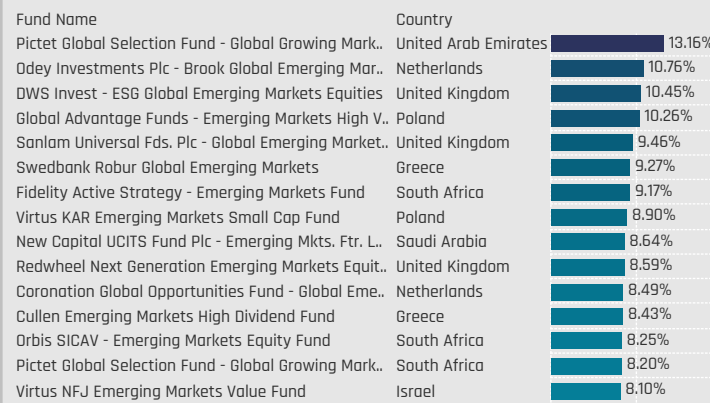 Fund Name Country
Pictet Global Selection Fund - Global Growing Mark.. United Arab Emirates 13.16%
Odey Investments Plc - Brook Global Emerging Mar.. Netherlands 10.76%
DWS Invest - ESG Global Emerging Markets Equities United Kingdom 10.45%
Global Advantage Funds - Emerging Markets High V.. Poland 10.26%
Sanlam Universal Fds. Plc - Global Emerging Market.. United Kingdom 9.46%
Swedbank Robur Global Emerging Markets Greece 9.27%
Fidelity Active Strategy - Emerging Markets Fund South Africa 9.17%
Virtus KAR Emerging Markets Small Cap Fund Poland 8.90%
New Capital UCITS Fund Plc - Emerging Mkts. Ftr. L.. Saudi Arabia 8.64%
Redwheel Next Generation Emerging Markets Equit.. United Kingdom 8.59%
Coronation Global Opportunities Fund - Global Eme.. Netherlands 8.49%
Cullen Emerging Markets High Dividend Fund Greece 8.43%
Orbis SICAV - Emerging Markets Equity Fund South Africa 8.25%
Pictet Global Selection Fund - Global Growing Mark.. South Africa 8.20%
Virtus NFJ Emerging Markets Value Fund Israel 8.10%